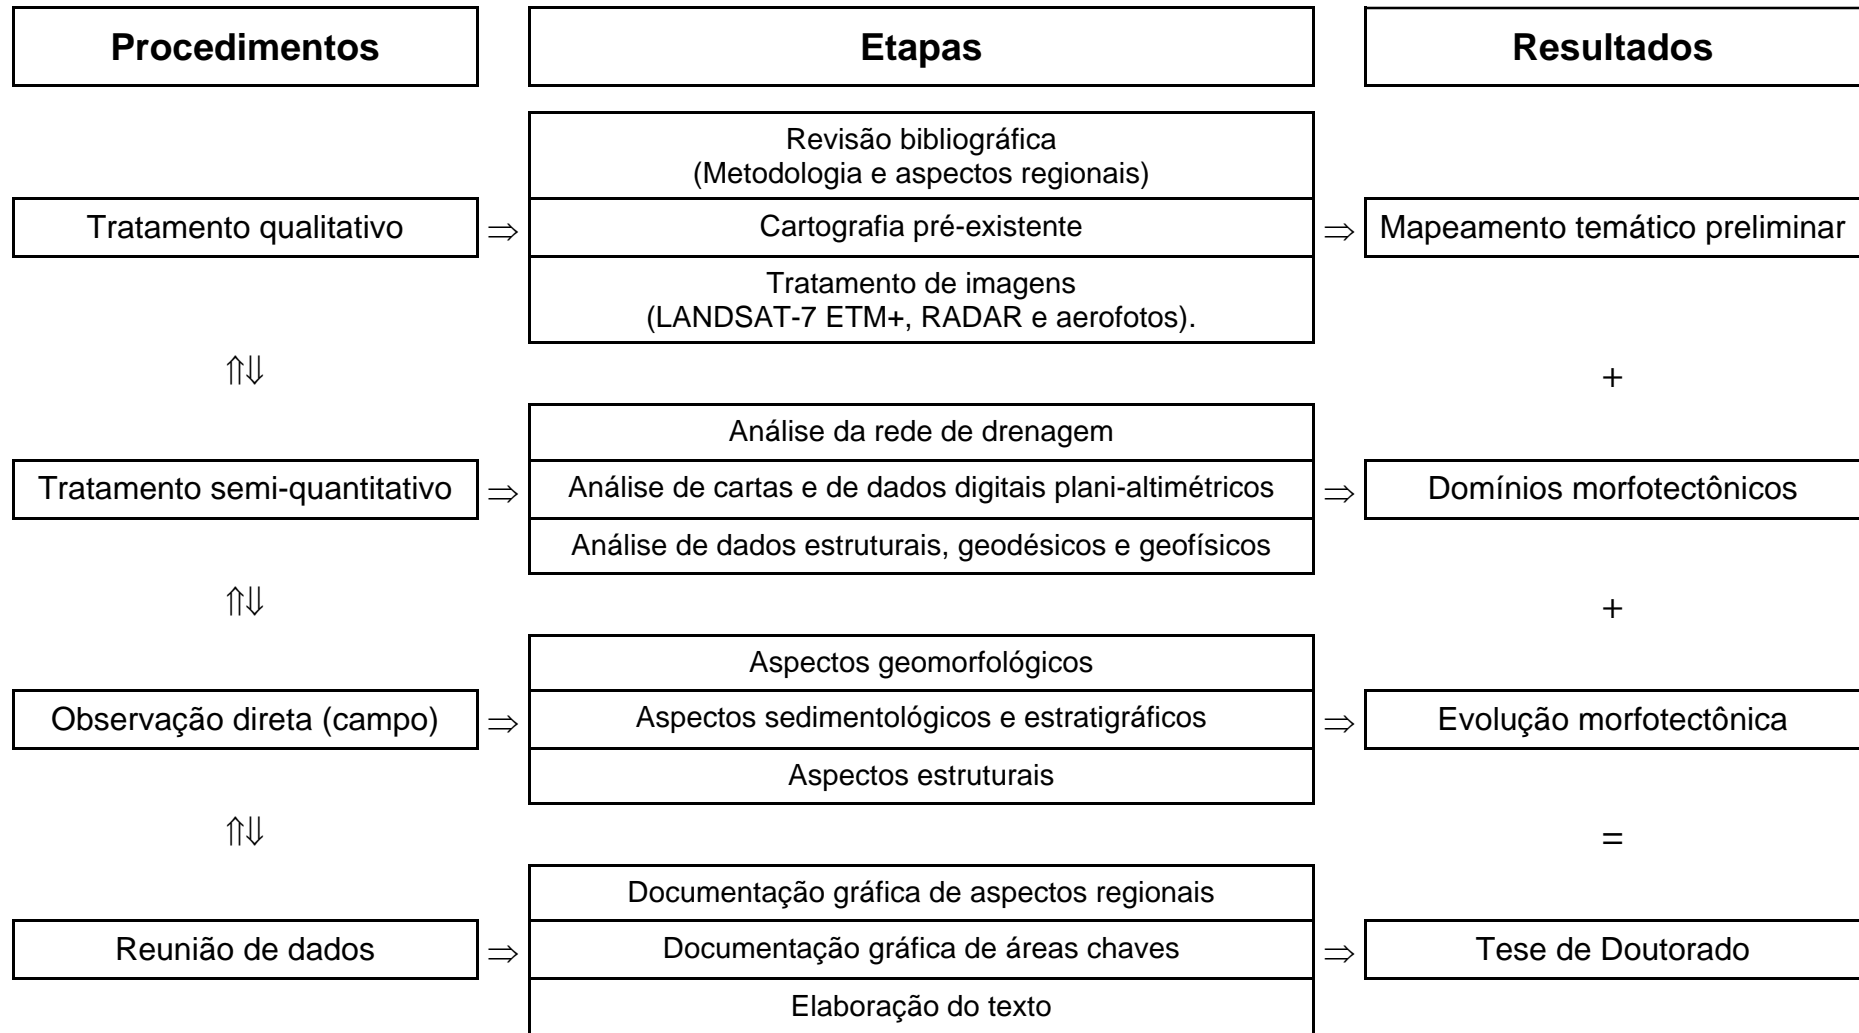 Procedimentos
Etapas
Resultados
Revisão bibliográfica
(Metodologia e aspectos regionais)
Tratamento qualitativo
⇒
Cartografia pré-existente
⇒
Mapeamento temático preliminar
Tratamento de imagens
(LANDSAT-7 ETM+, RADAR e aerofotos).
⇑⇓
+
Análise da rede de drenagem
Tratamento semi-quantitativo
⇒
Análise de cartas e de dados digitais plani-altimétricos
⇒
Domínios morfotectônicos
Análise de dados estruturais, geodésicos e geofísicos
⇑⇓
+
Aspectos geomorfológicos
Observação direta (campo)
⇒
Aspectos sedimentológicos e estratigráficos
⇒
Evolução morfotectônica
Aspectos estruturais
⇑⇓
=
Documentação gráfica de aspectos regionais
Reunião de dados
⇒
Documentação gráfica de áreas chaves
⇒
Tese de Doutorado
Elaboração do texto